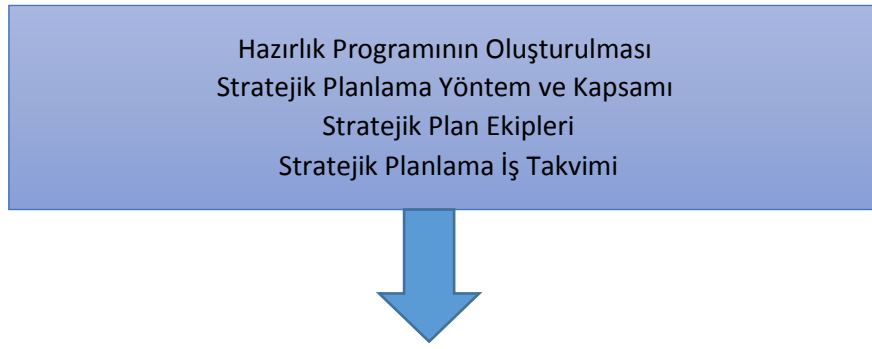 Hazırlık Programının Oluşturulması
Stratejik Planlama Yöntem ve Kapsamı
Stratejik Plan Ekipleri
Stratejik Planlama İş Takvimi